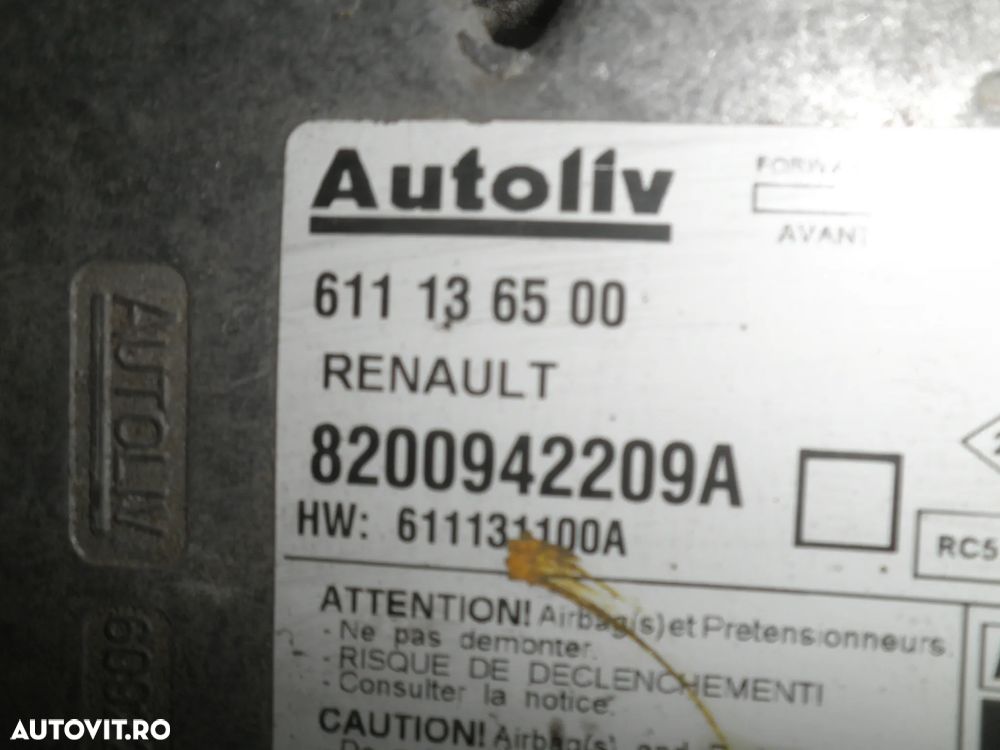 Autoliv
AVANT
611 13 65 00
RENAULT
8200942209A
HW: 611131100A
RC5
ATTENTION! Airbag(s) et Pretensionneurs.
- Ne pas demonter.
- RISQUE DE DECLENCHEMENT!
- Consulter la notice.
CAUTION! Airbag(s) and
AUTOLIV
AUTOVIT.RO